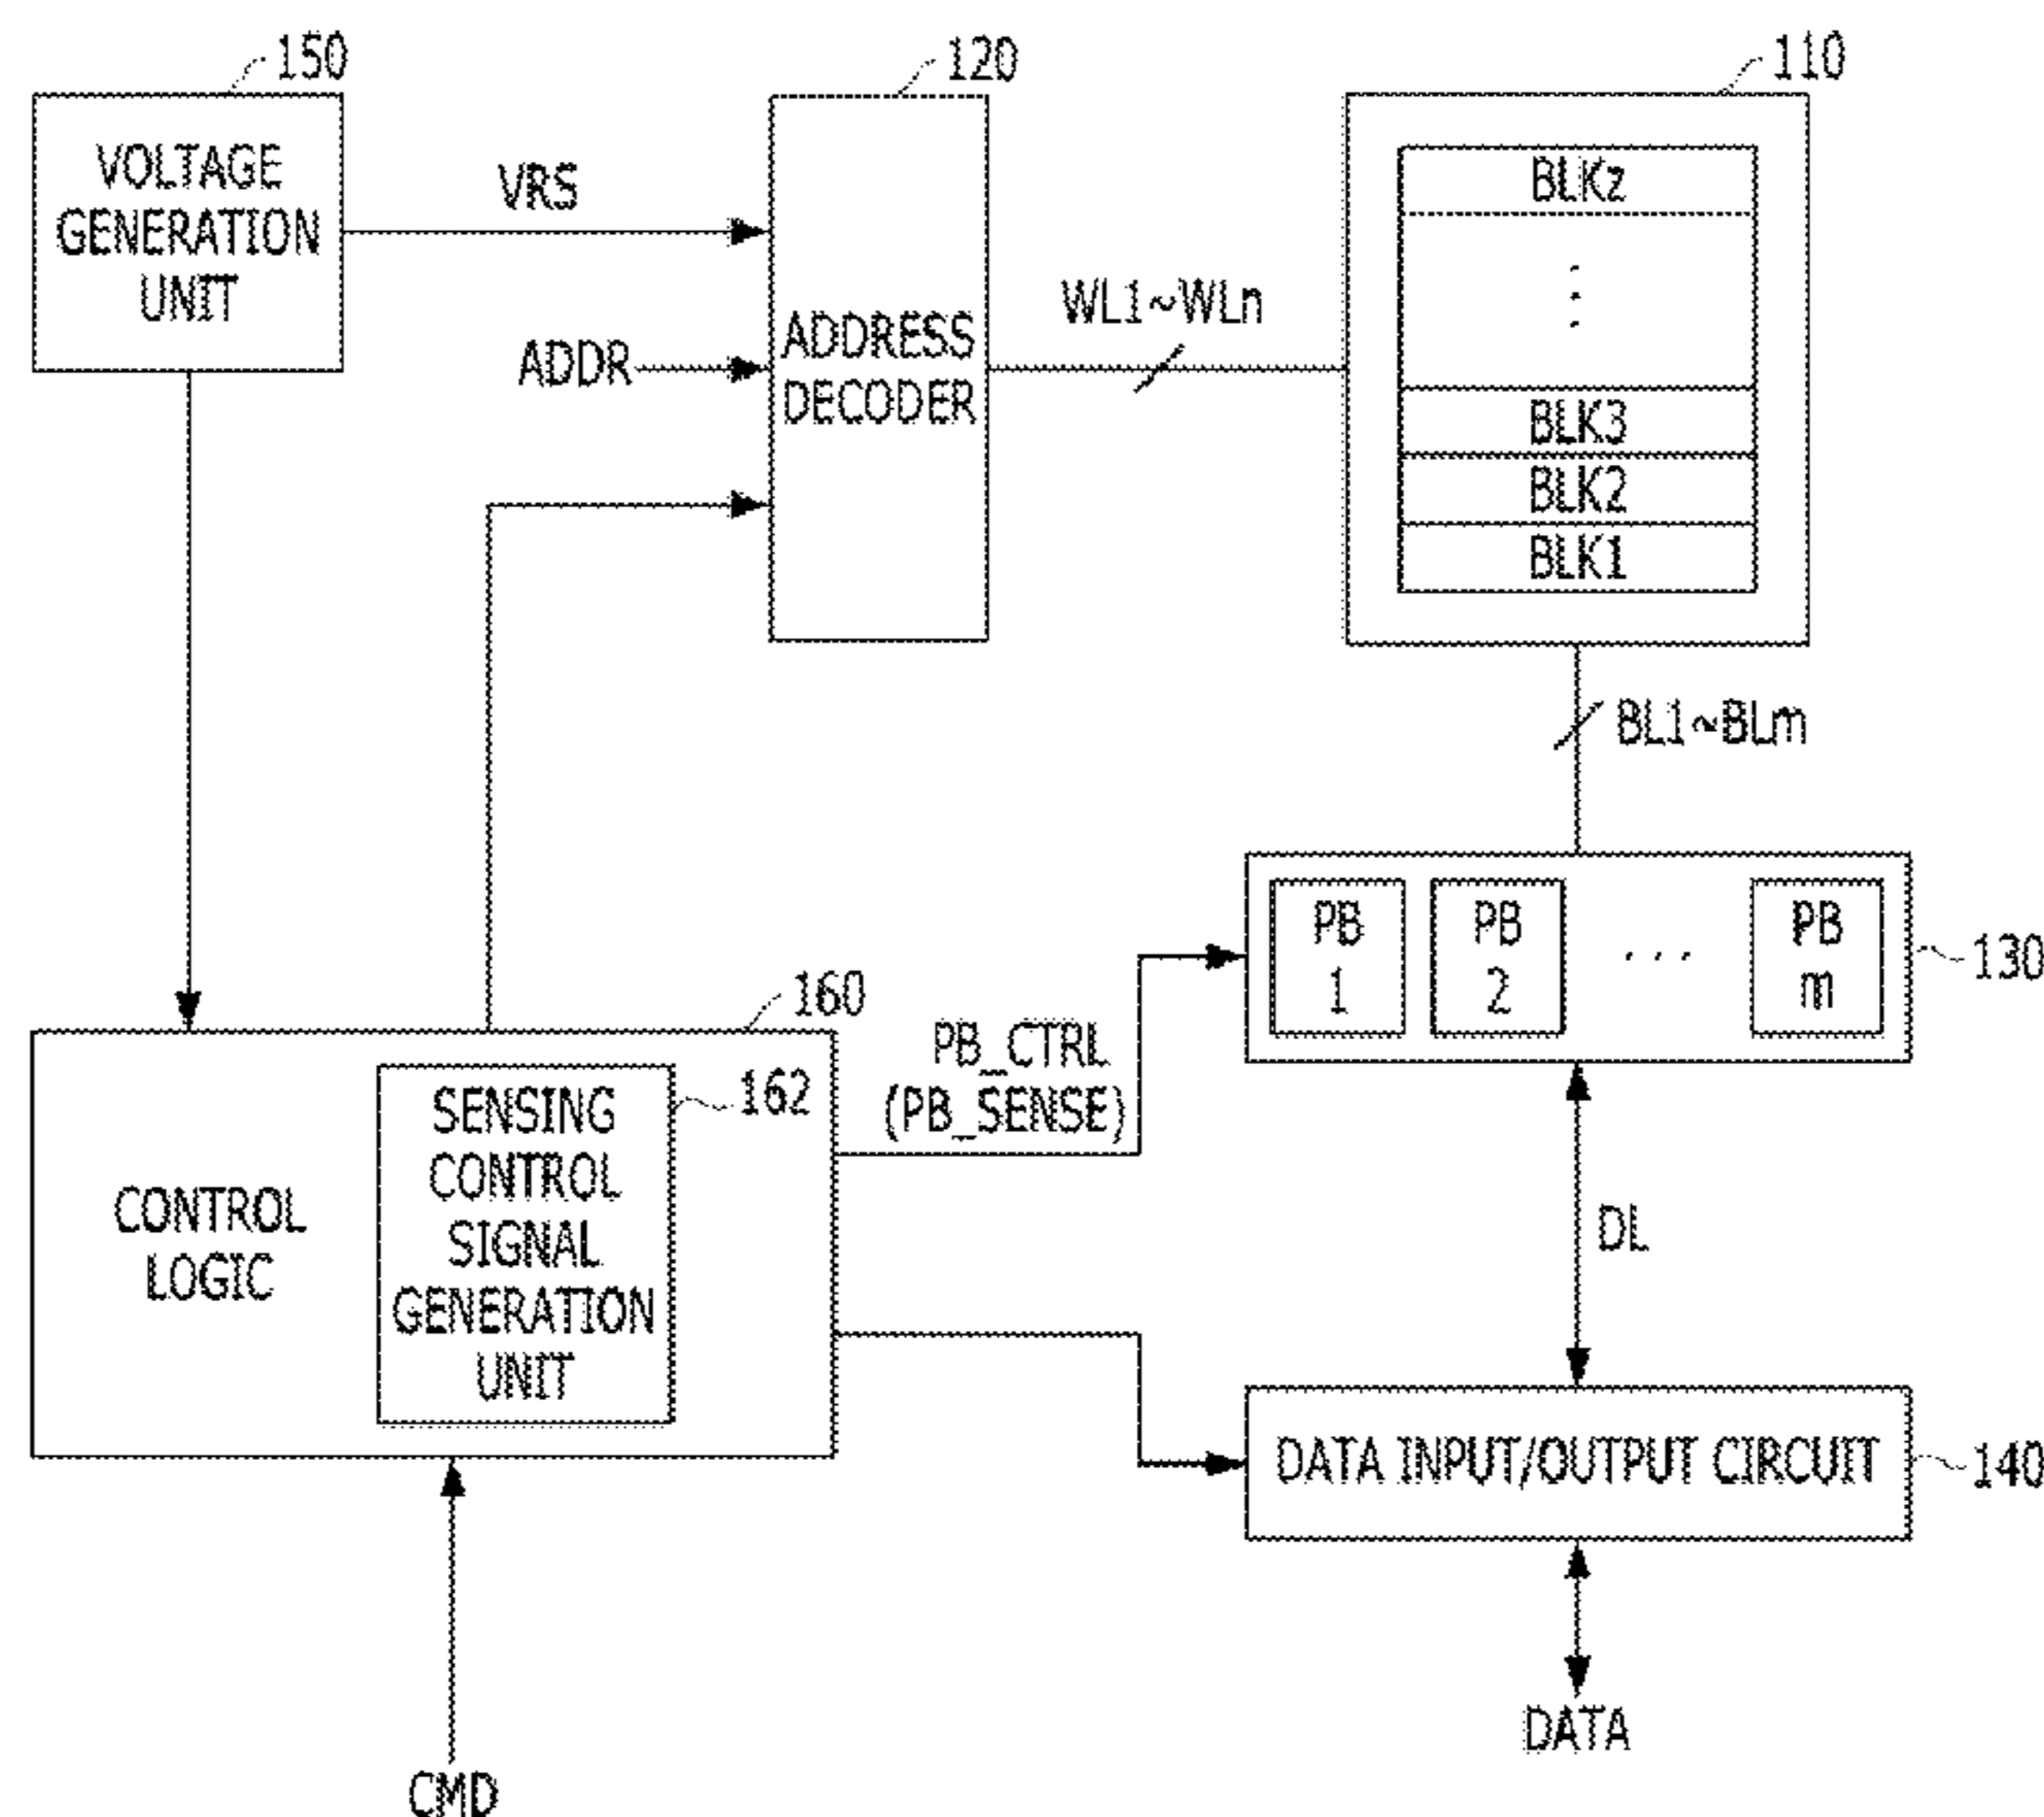 150
120
110
VOLTAGE
GENERATION
UNIT
VRS
ADDR
ADDRESS
DECODER
WL1~WLn
BLKz
⋮
BLK3
BLK2
BLK1
BL1~BLm
PB
1
PB
2
...
PB
m
130
160
PB_CTRL
(PB_SENSE)
CONTROL
LOGIC
SENSING
CONTROL
SIGNAL
GENERATION
UNIT
162
DL
DATA INPUT/OUTPUT CIRCUIT
140
DATA
CMD